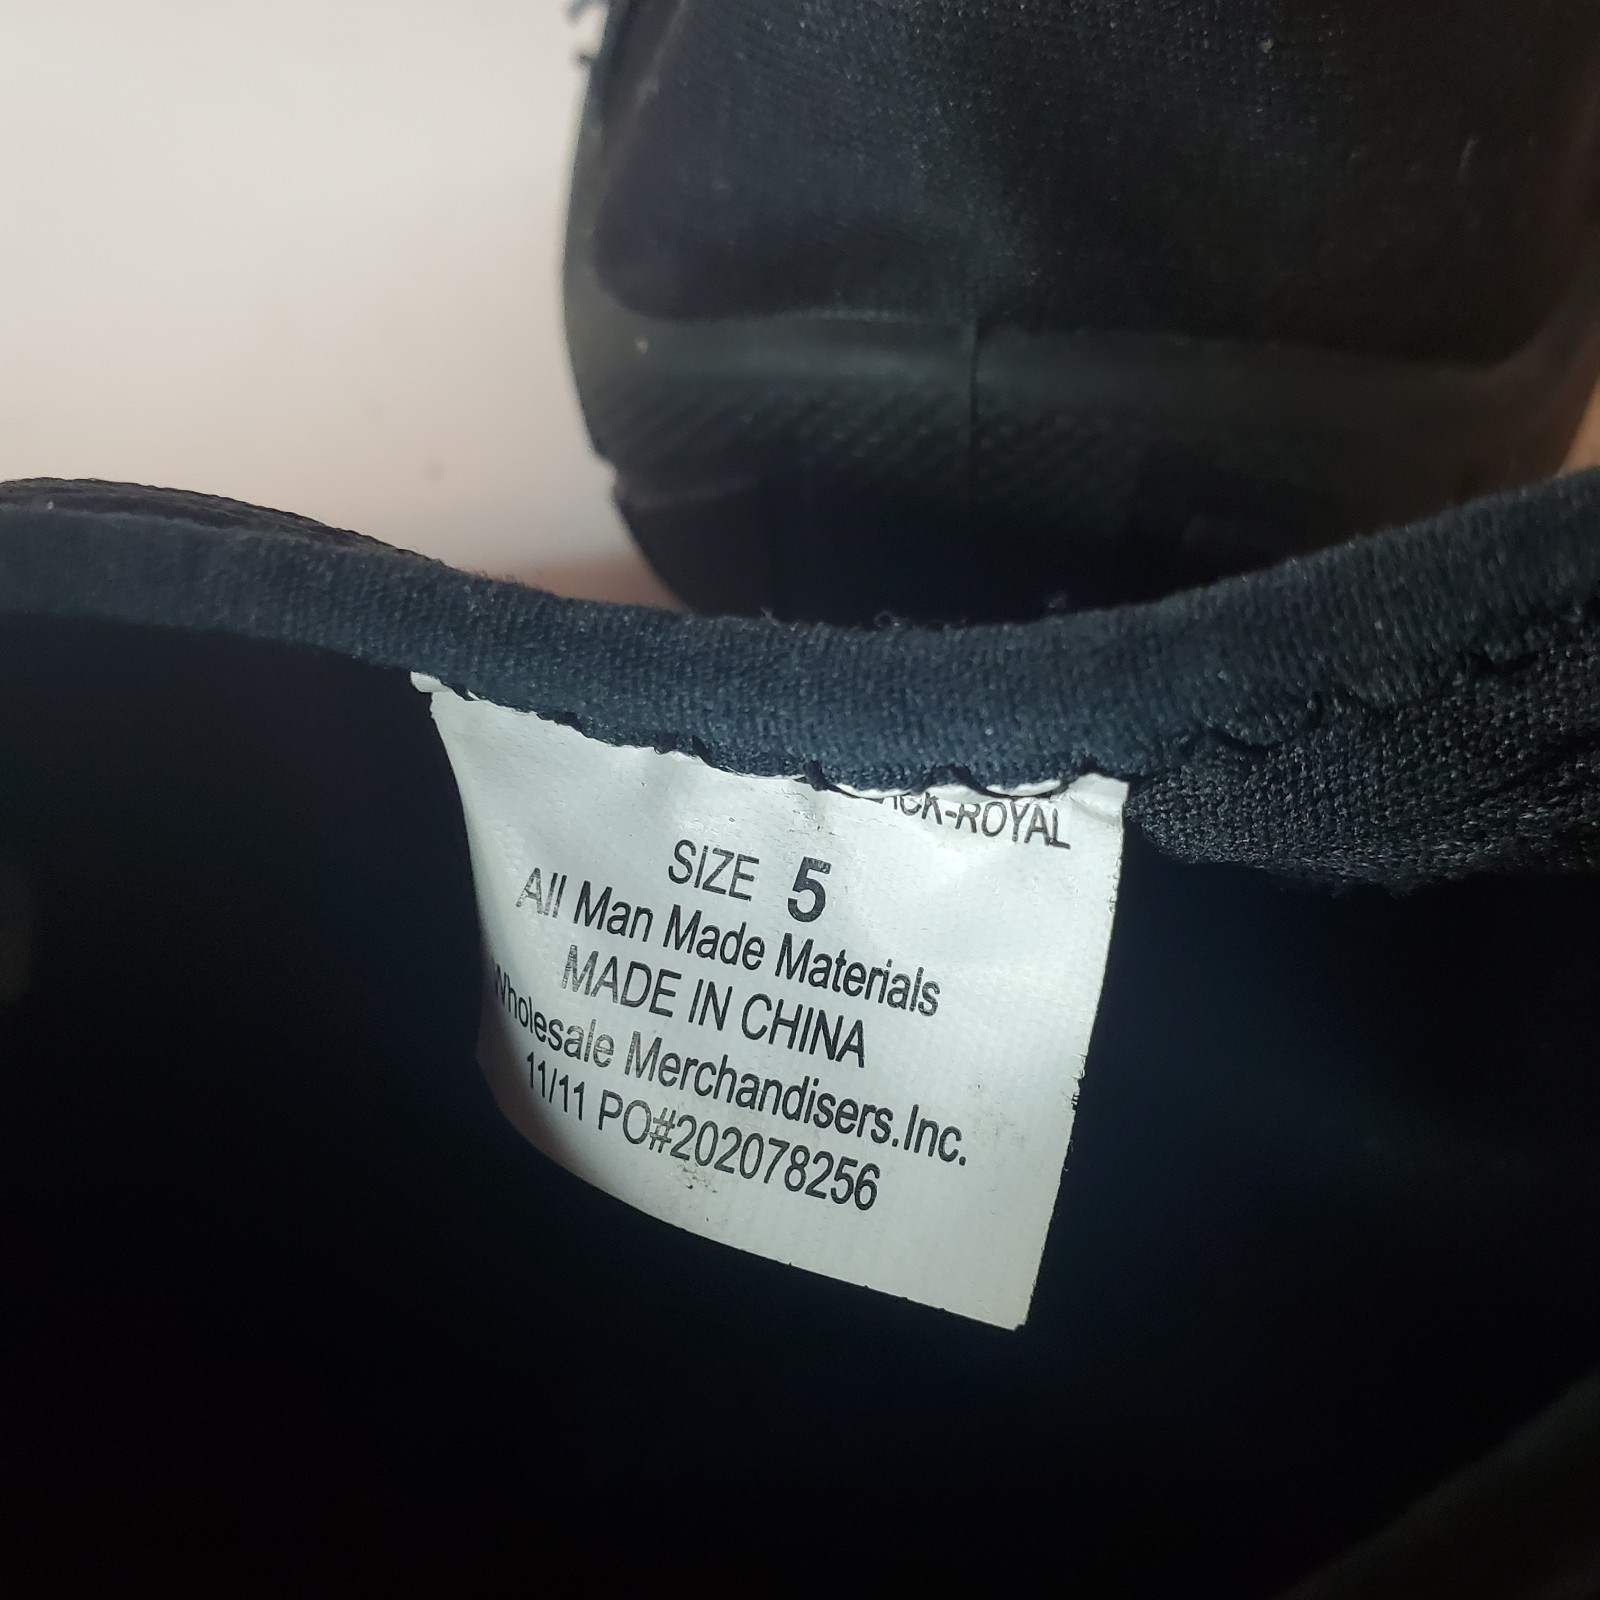 ACK-ROYAL
SIZE 5
All Man Made Materials
MADE IN CHINA
Wholesale Merchandisers.Inc.
11/11 PO#202078256